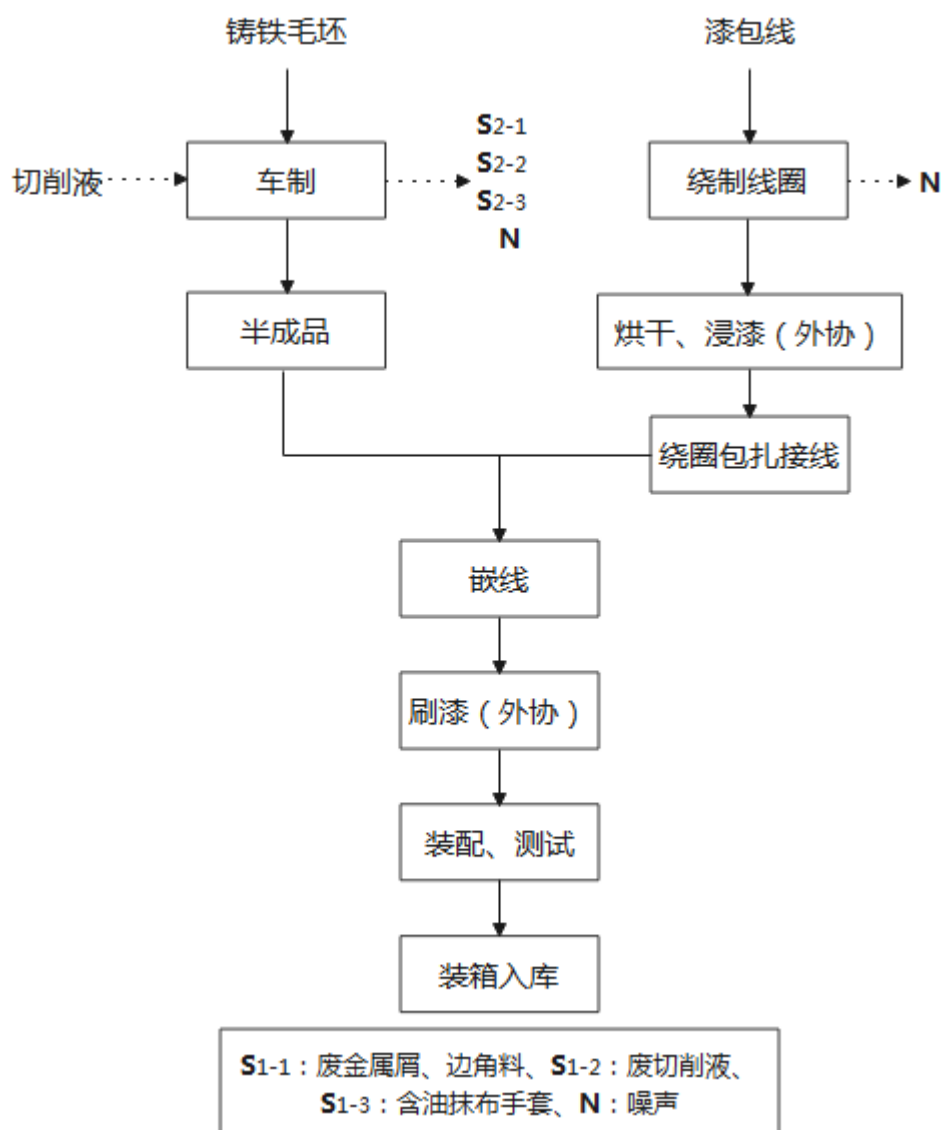 铸铁毛坯
漆包线
切削液
车制
S2-1
S2-2
S2-3
N
绕制线圈
N
半成品
烘干、浸漆（外协）
绕圈包扎接线
嵌线
刷漆（外协）
装配、测试
装箱入库
S1-1：废金属屑、边角料、S1-2：废切削液、
S1-3：含油抹布手套、N：噪声